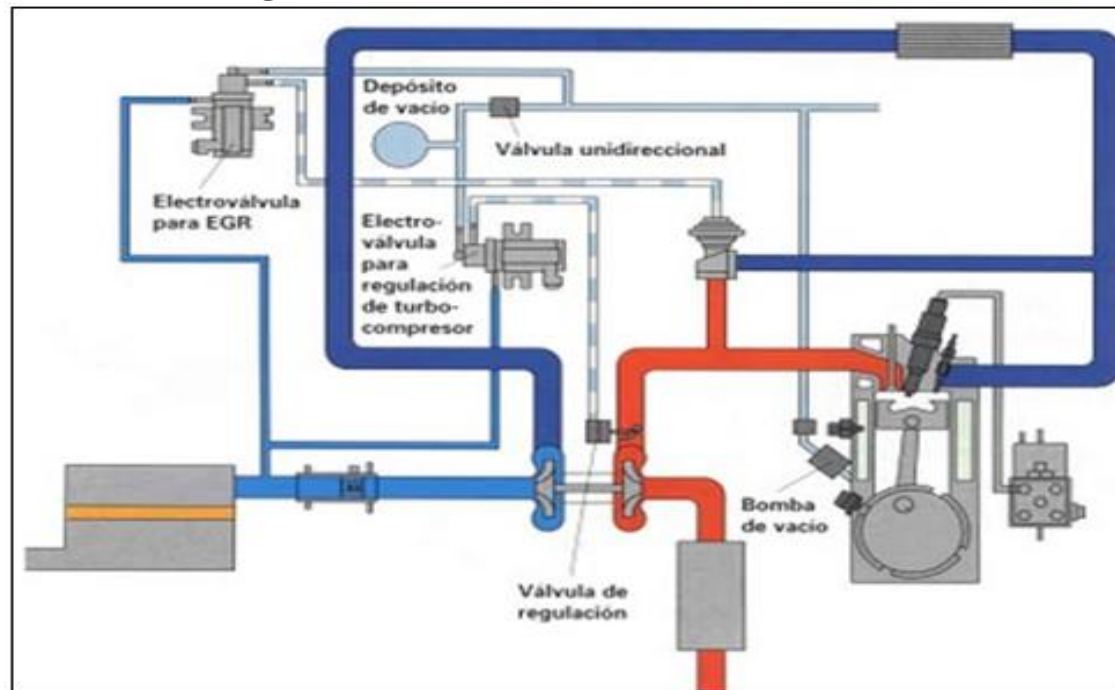 Depósito
de vacío
Válvula unidireccional
Electroválvula
para EGR
Electro-
válvula
para
regulación
de turbo-
compresor
Bomba
de vacío
Válvula de
regulación